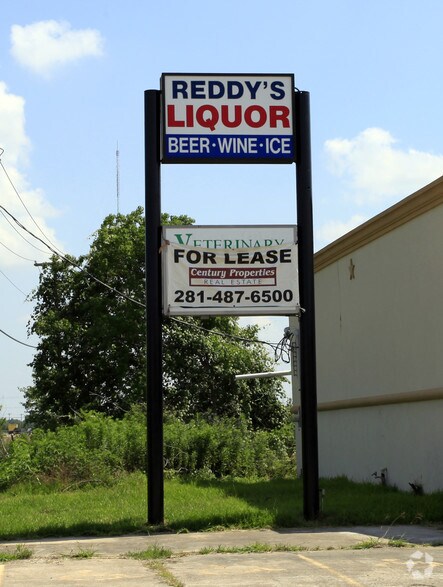 REDDY'S
LIQUOR
BEER·WINE·ICE
VETERINARY
FOR LEASE
Century Properties
REAL ESTATE
281-487-6500